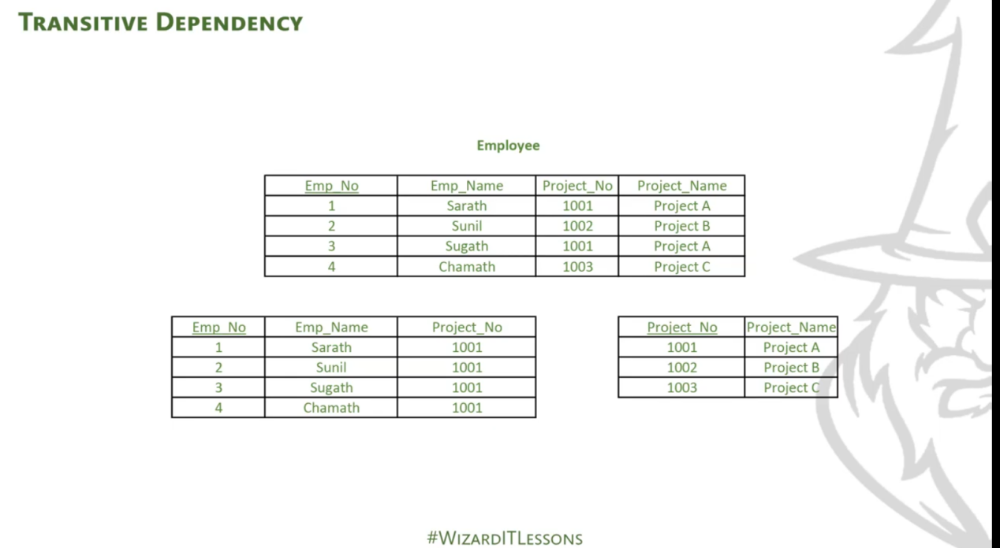 TRANSITIVE DEPENDENCY
Employee
Emp_No Emp_Name Project_No Project_Name
1 Sarath 1001 Project A
2 Sunil 1002 Project B
3 Sugath 1001 Project A
4 Chamath 1003 Project C
Emp_No Emp_Name Project_No
1 Sarath 1001
2 Sunil 1001
3 Sugath 1001
4 Chamath 1001
Project_No Project_Name
1001 Project A
1002 Project B
1003 Project C
#WIZARDITLESSONS